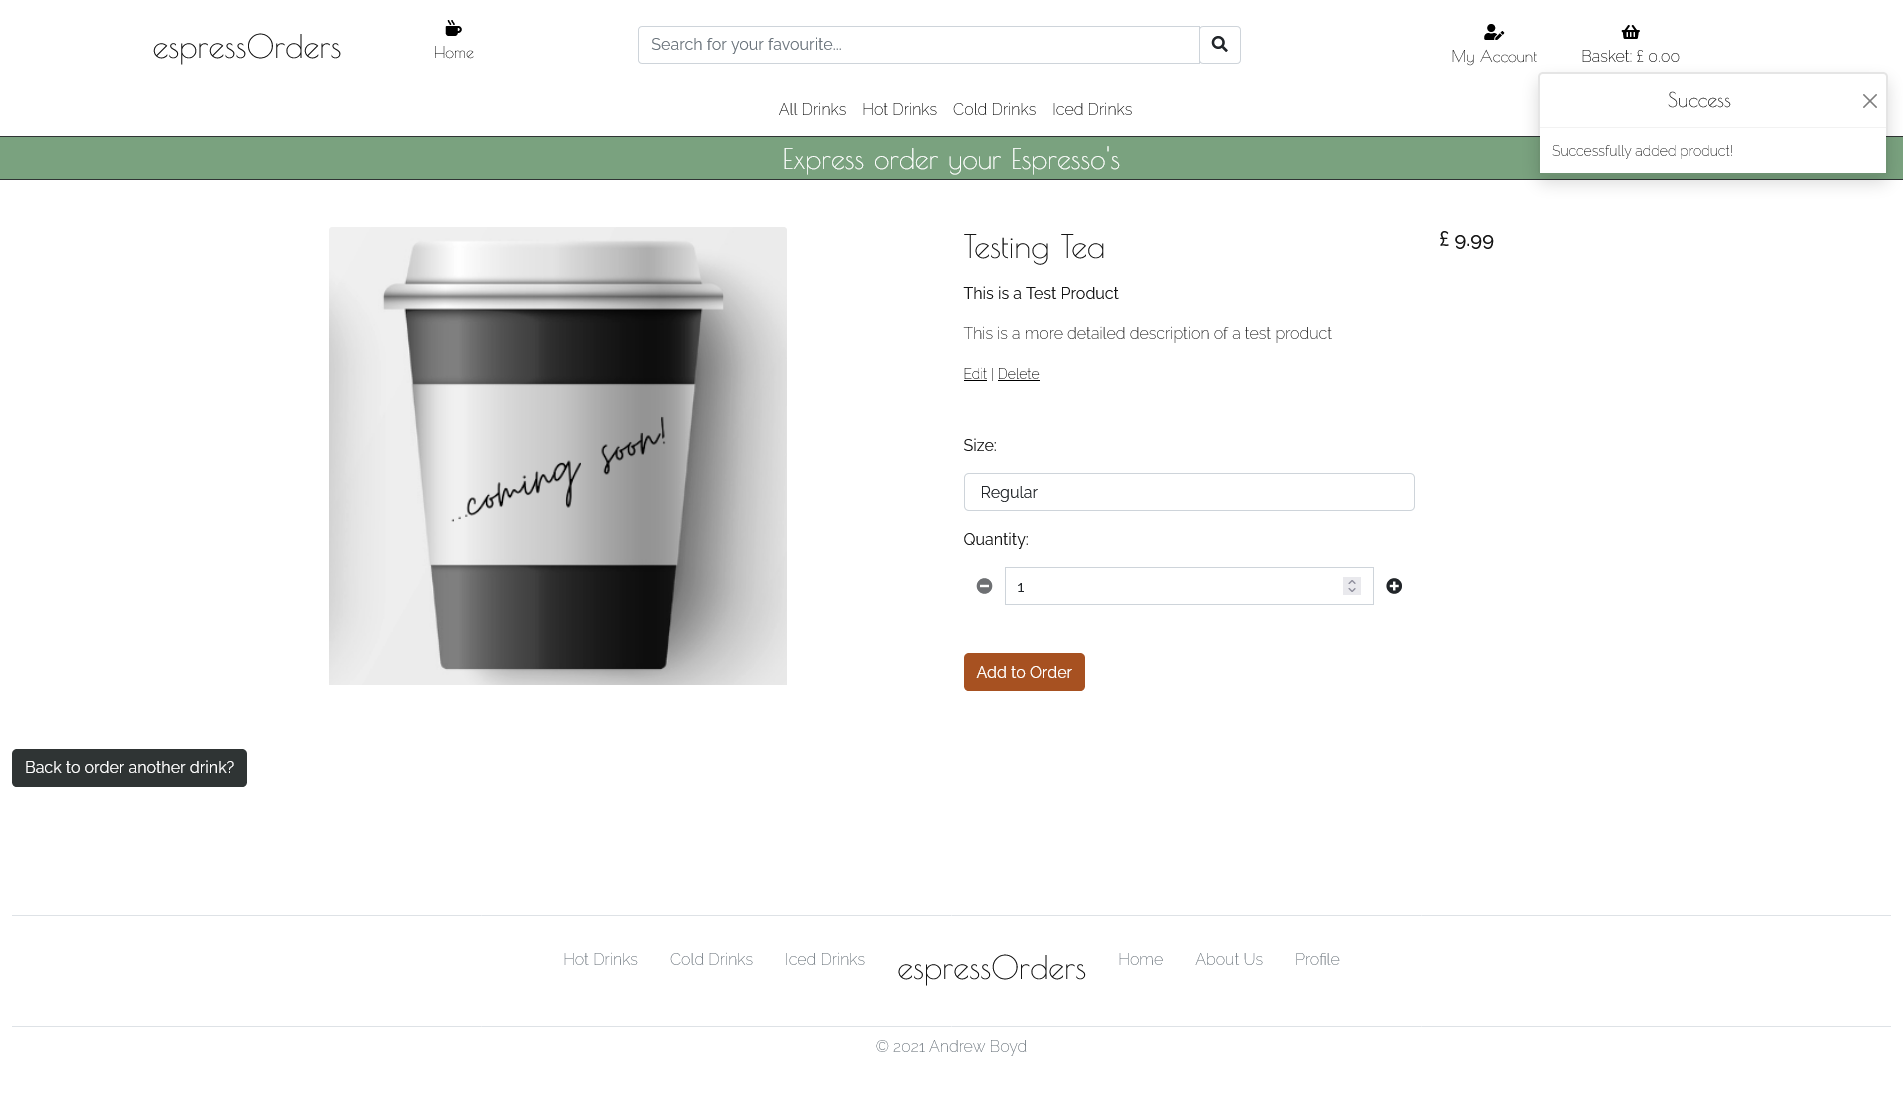 espressOrders
Home
Search for your favourite...
My Account
Basket: £ 0.00
All Drinks Hot Drinks Cold Drinks Iced Drinks
Success
Successfully added product!
Express order your Espresso's
...coming soon!
Testing Tea
£ 9.99
This is a Test Product
This is a more detailed description of a test product
Edit | Delete
Size:
Regular
Quantity:
1
Add to Order
Back to order another drink?
Hot Drinks Cold Drinks Iced Drinks espressOrders Home About Us Profile
© 2021 Andrew Boyd